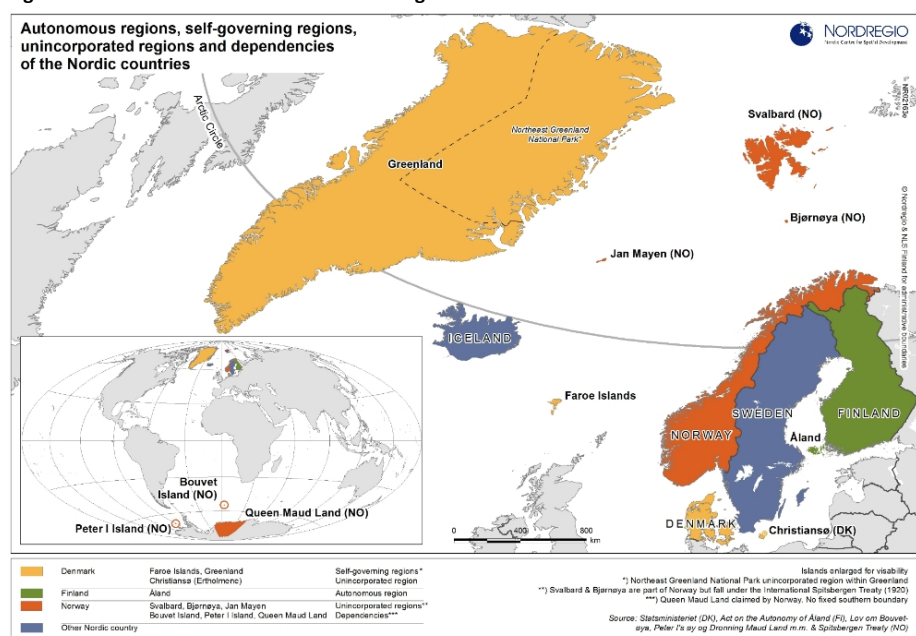 Autonomous regions, self-governing regions,
unincorporated regions and dependencies
of the Nordic countries
NORDREGIO
Nordic Centre for Spatial Development
NR02163e
Arctic Circle
Northeast Greenland
National Park*
Greenland
Svalbard (NO)
Bjørnøya (NO)
Jan Mayen (NO)
© Nordregio & NLS Finland for administrative boundaries
ICELAND
Faroe Islands
SWEDEN
FINLAND
NORWAY
Åland
DENMARK
Christiansø (DK)
0 400 800
km
Bouvet
Island (NO)
Queen Maud Land (NO)
Peter I Island (NO)
Denmark Faroe Islands, Greenland Self-governing regions*
Christiansø (Ertholmene) Unincorporated region
Finland Åland Autonomous region
Norway Svalbard, Bjørnøya, Jan Mayen Unincorporated regions**
Bouvet Island, Peter I Island, Queen Maud Land Dependencies***
Other Nordic country
Islands enlarged for visability
*) Northeast Greenland National Park unincorporated region within Greenland
**) Svalbard & Bjørnøya are part of Norway but fall under the International Spitsbergen Treaty (1920)
***) Queen Maud Land claimed by Norway. No fixed southern boundary
Source: Statsministeriet (DK), Act on the Autonomy of Åland (FI), Lov om Bouvet-
øya, Peter I's øy og Dronning Maud Land m.m. & Spitsbergen Treaty (NO)